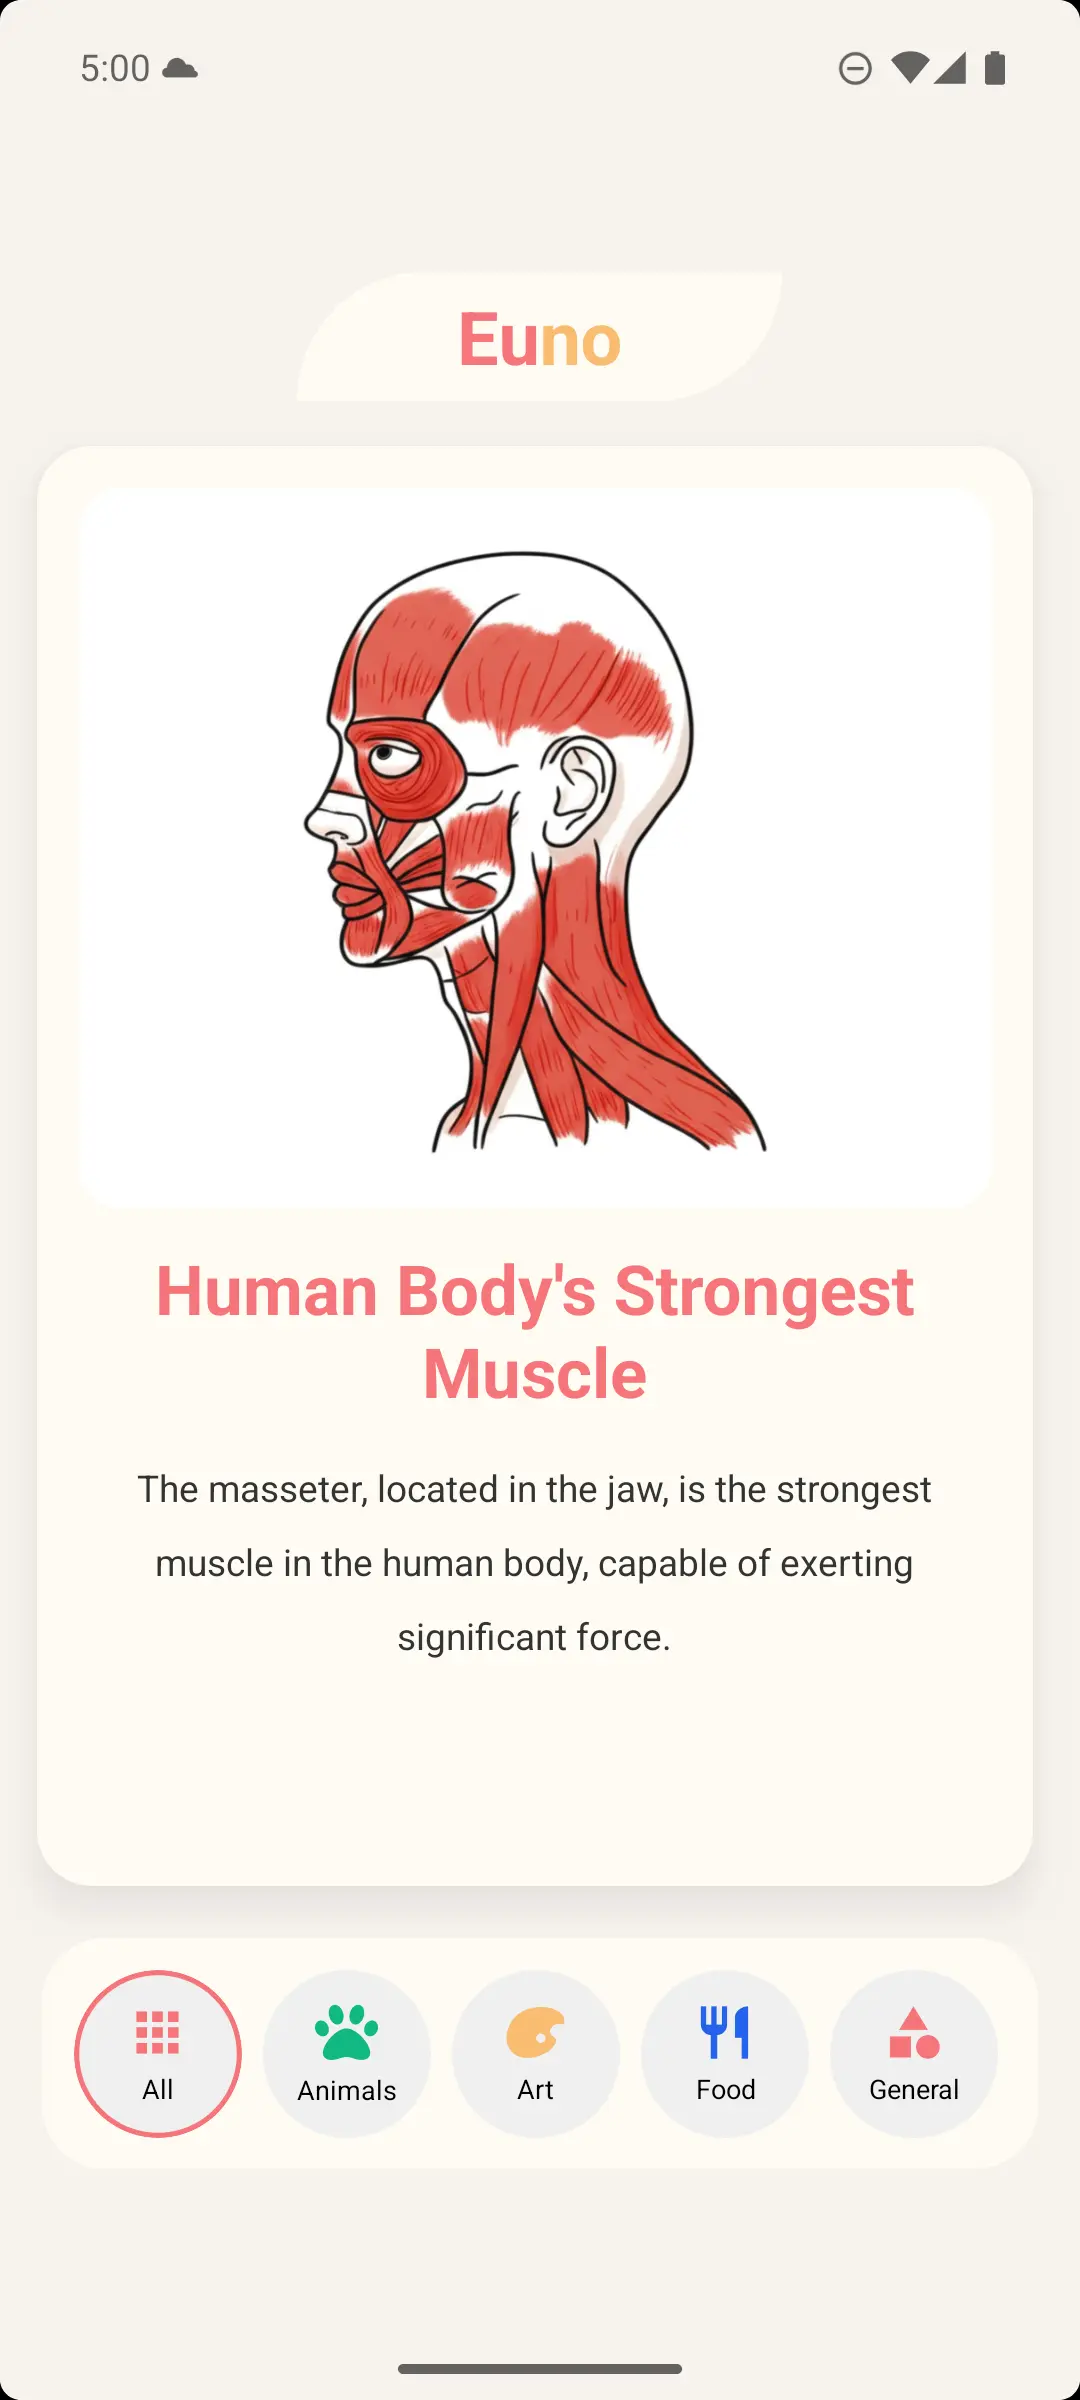 5:00
Euno
Human Body's Strongest
Muscle
The masseter, located in the jaw, is the strongest
muscle in the human body, capable of exerting
significant force.
All
Animals
Art
Food
General